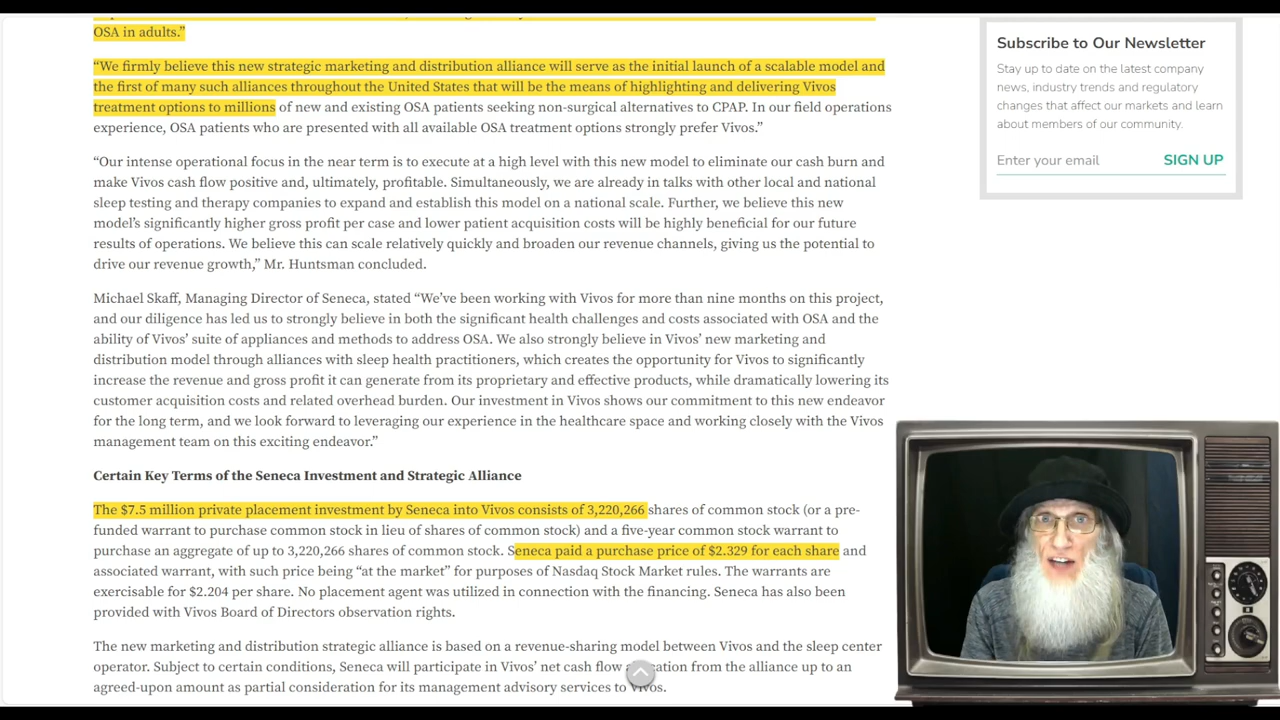 OSA in adults.”
“We firmly believe this new strategic marketing and distribution alliance will serve as the initial launch of a scalable model and
the first of many such alliances throughout the United States that will be the means of highlighting and delivering Vivos
treatment options to millions of new and existing OSA patients seeking non-surgical alternatives to CPAP. In our field operations
experience, OSA patients who are presented with all available OSA treatment options strongly prefer Vivos.”
“Our intense operational focus in the near term is to execute at a high level with this new model to eliminate our cash burn and
make Vivos cash flow positive and, ultimately, profitable. Simultaneously, we are already in talks with other local and national
sleep testing and therapy companies to expand and establish this model on a national scale. Further, we believe this new
model’s significantly higher gross profit per case and lower patient acquisition costs will be highly beneficial for our future
results of operations. We believe this can scale relatively quickly and broaden our revenue channels, giving us the potential to
drive our revenue growth,” Mr. Huntsman concluded.
Michael Skaff, Managing Director of Seneca, stated “We’ve been working with Vivos for more than nine months on this project,
and our diligence has led us to strongly believe in both the significant health challenges and costs associated with OSA and the
ability of Vivos’ suite of appliances and methods to address OSA. We also strongly believe in Vivos’ new marketing and
distribution model through alliances with sleep health practitioners, which creates the opportunity for Vivos to significantly
increase the revenue and gross profit it can generate from its proprietary and effective products, while dramatically lowering its
customer acquisition costs and related overhead burden. Our investment in Vivos shows our commitment to this new endeavor
for the long term, and we look forward to leveraging our experience in the healthcare space and working closely with the Vivos
management team on this exciting endeavor.”
Certain Key Terms of the Seneca Investment and Strategic Alliance
The $7.5 million private placement investment by Seneca into Vivos consists of 3,220,266 shares of common stock (or a pre-
funded warrant to purchase common stock in lieu of shares of common stock) and a five-year common stock warrant to
purchase an aggregate of up to 3,220,266 shares of common stock. Seneca paid a purchase price of $2.329 for each share and
associated warrant, with such price being “at the market” for purposes of Nasdaq Stock Market rules. The warrants are
exercisable for $2.204 per share. No placement agent was utilized in connection with the financing. Seneca has also been
provided with Vivos Board of Directors observation rights.
The new marketing and distribution strategic alliance is based on a revenue-sharing model between Vivos and the sleep center
operator. Subject to certain conditions, Seneca will participate in Vivos’ net cash flow from the alliance up to an
agreed-upon amount as partial consideration for its management advisory services to Vivos.
Subscribe to Our Newsletter
Stay up to date on the latest company
news, industry trends and regulatory
changes that affect our markets and learn
about members of our community.
Enter your email SIGN UP